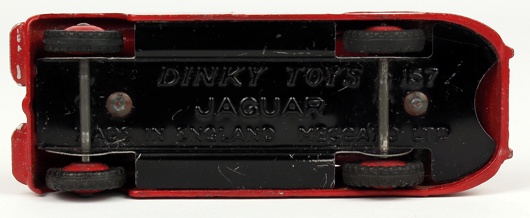 DINKY TOYS 157
JAGUAR
MADE IN ENGLAND MECCANO LTD